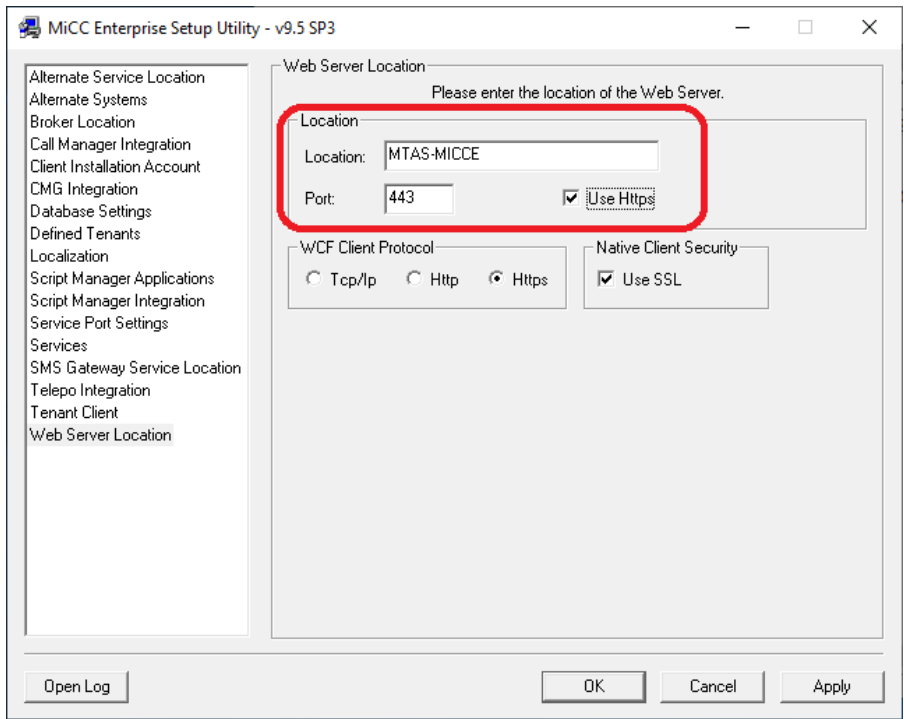 MiCC Enterprise Setup Utility - v9.5 SP3
Alternate Service Location
Alternate Systems
Broker Location
Call Manager Integration
Client Installation Account
CMG Integration
Database Settings
Defined Tenants
Localization
Script Manager Applications
Script Manager Integration
Service Port Settings
Services
SMS Gateway Service Location
Telepo Integration
Tenant Client
Web Server Location
Web Server Location
Please enter the location of the Web Server.
Location
Location: MTAS-MICCE
Port: 443 Use Https
WCF Client Protocol
Tcp/Ip Http Https
Native Client Security
Use SSL
Open Log OK Cancel Apply